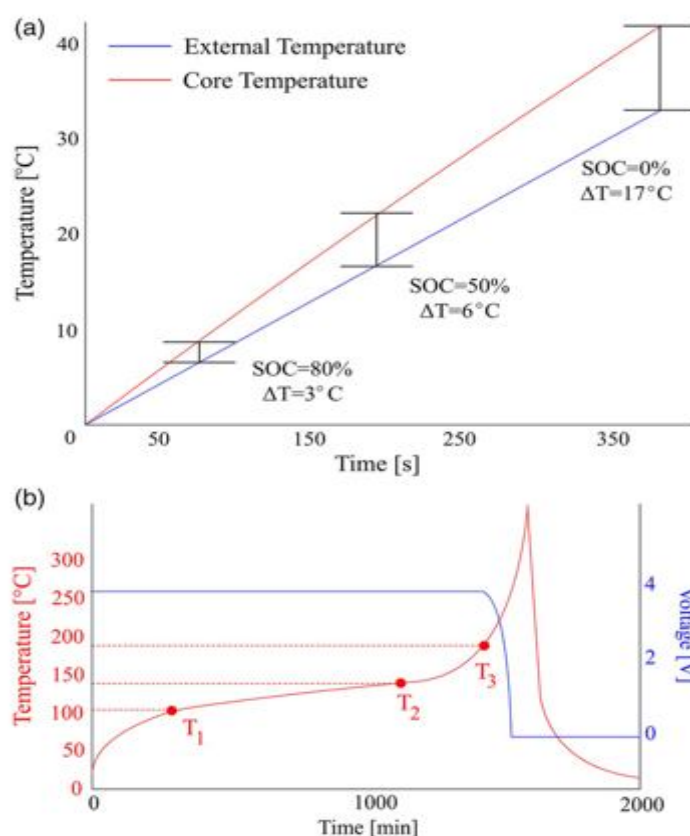 (a)
External Temperature
Core Temperature
Temperature [°C]
40
30
20
10
0
SOC=0%
ΔT=17°C
SOC=50%
ΔT=6°C
SOC=80%
ΔT=3°C
50
150
250
350
Time [s]
(b)
Temperature [°C]
300
250
200
150
100
50
0
T1
T2
T3
4
2
0
Voltage [V]
0
1000
2000
Time [min]